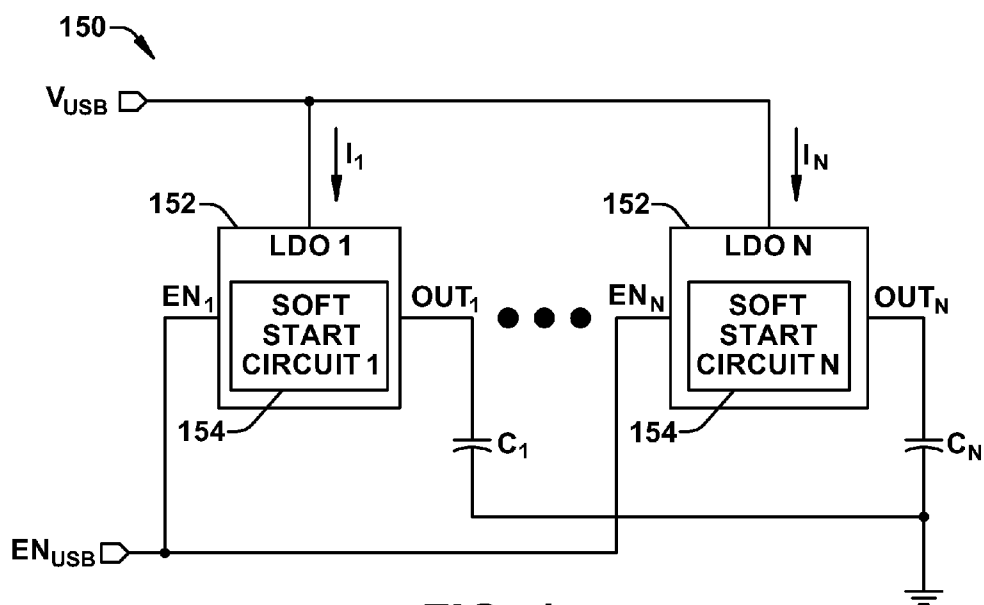 150
V_USB
I_1
I_N
152
LDO 1
152
LDO N
EN_1
SOFT
START
CIRCUIT 1
OUT_1
EN_N
SOFT
START
CIRCUIT N
OUT_N
154
C_1
154
C_N
EN_USB